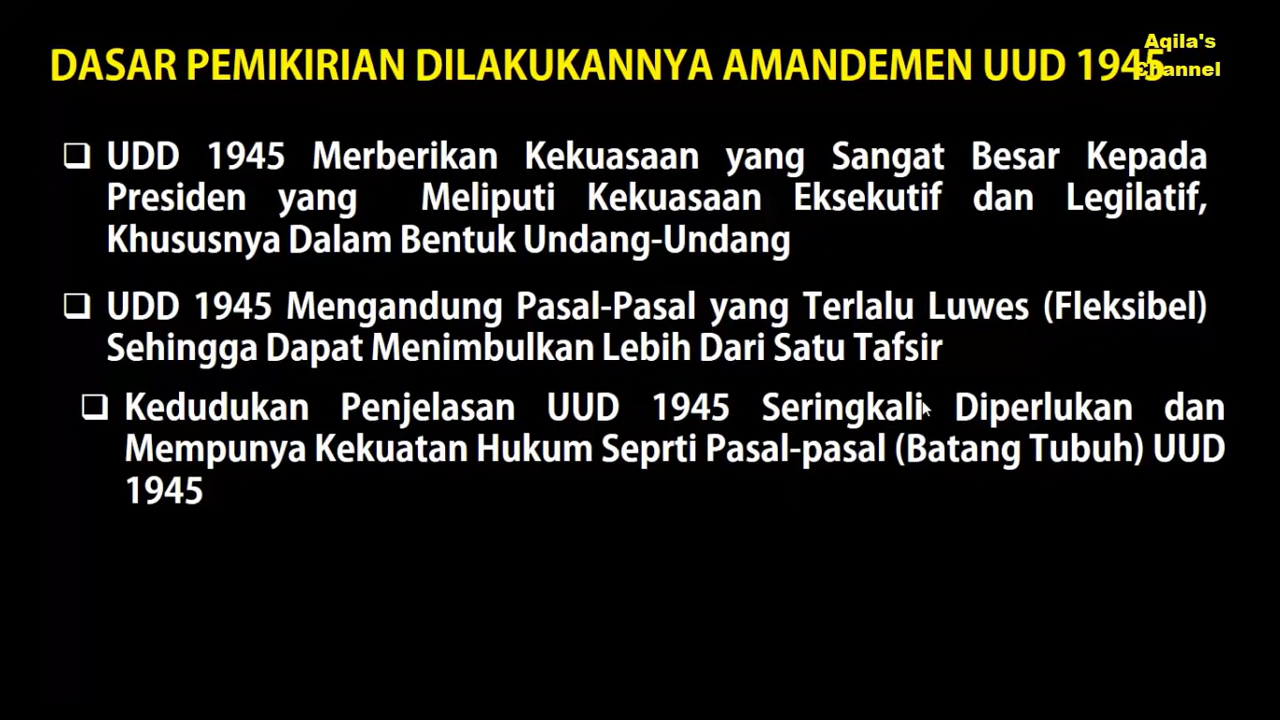 DASAR PEMIKIRIAN DILAKUKANNYA AMANDEMEN UUD 1945
Aqila's
Channel
UDD 1945 Merberikan Kekuasaan yang Sangat Besar Kepada
Presiden yang Meliputi Kekuasaan Eksekutif dan Legilatif,
Khususnya Dalam Bentuk Undang-Undang
UDD 1945 Mengandung Pasal-Pasal yang Terlalu Luwes (Fleksibel)
Sehingga Dapat Menimbulkan Lebih Dari Satu Tafsir
Kedudukan Penjelasan UUD 1945 Seringkali Diperlukan dan
Mempunya Kekuatan Hukum Seprti Pasal-pasal (Batang Tubuh) UUD
1945